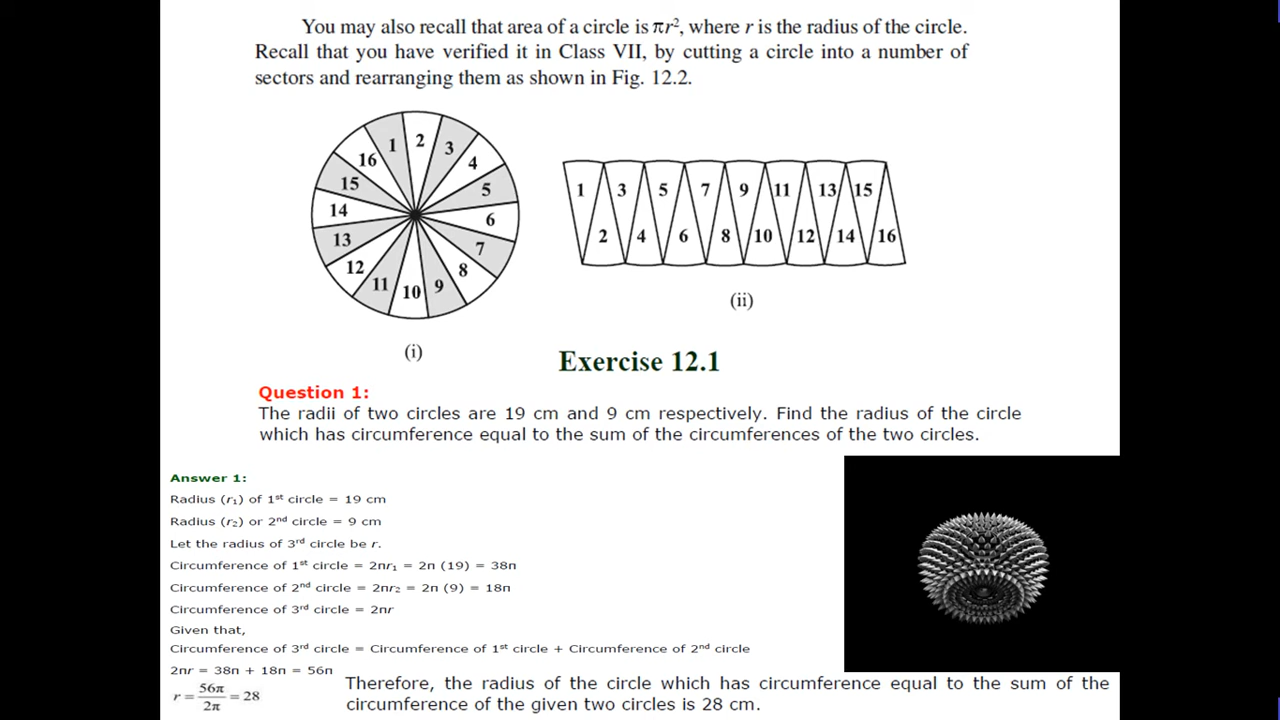 You may also recall that area of a circle is πr², where r is the radius of the circle.
Recall that you have verified it in Class VII, by cutting a circle into a number of
sectors and rearranging them as shown in Fig. 12.2.
1 2 3 4 5 6 7 8 9 10 11 12 13 14 15 16
1 3 5 7 9 11 13 15
2 4 6 8 10 12 14 16
(ii)
(i)
Exercise 12.1
Question 1:
The radii of two circles are 19 cm and 9 cm respectively. Find the radius of the circle
which has circumference equal to the sum of the circumferences of the two circles.
Answer 1:
Radius (r₁) of 1ˢᵗ circle = 19 cm
Radius (r₂) or 2ⁿᵈ circle = 9 cm
Let the radius of 3ʳᵈ circle be r.
Circumference of 1ˢᵗ circle = 2πr₁ = 2π (19) = 38π
Circumference of 2ⁿᵈ circle = 2πr₂ = 2π (9) = 18π
Circumference of 3ʳᵈ circle = 2πr
Given that,
Circumference of 3ʳᵈ circle = Circumference of 1ˢᵗ circle + Circumference of 2ⁿᵈ circle
2πr = 38π + 18π = 56π
r = 56π/2π = 28
Therefore, the radius of the circle which has circumference equal to the sum of the
circumference of the given two circles is 28 cm.